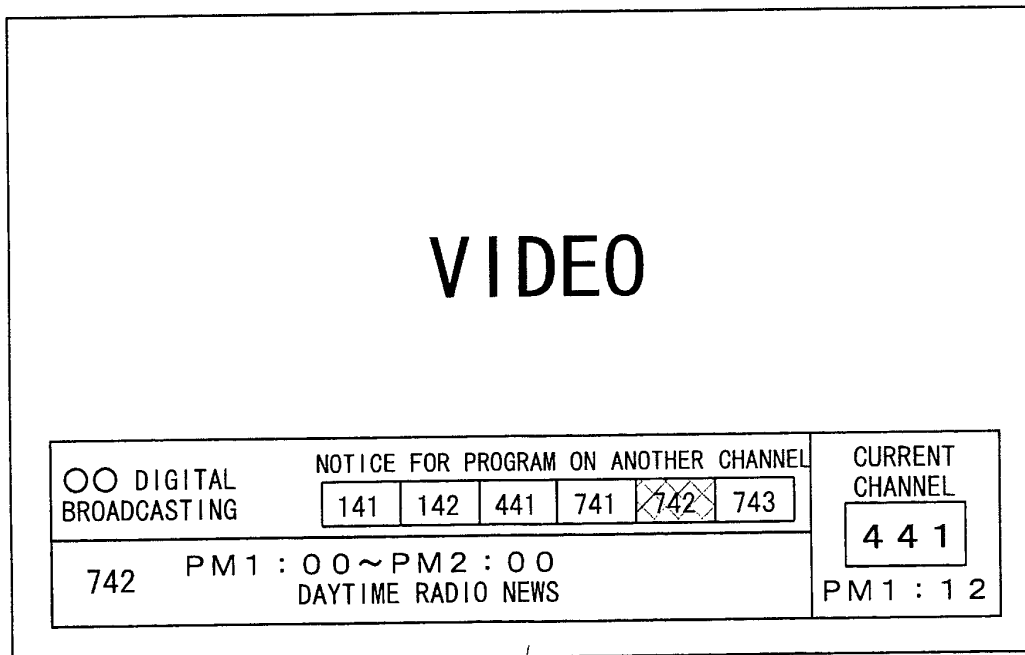 VIDEO
○○ DIGITAL
BROADCASTING
NOTICE FOR PROGRAM ON ANOTHER CHANNEL
141 142 441 741 742 743
CURRENT
CHANNEL
441
PM1:12
742
PM1:00~PM2:00
DAYTIME RADIO NEWS